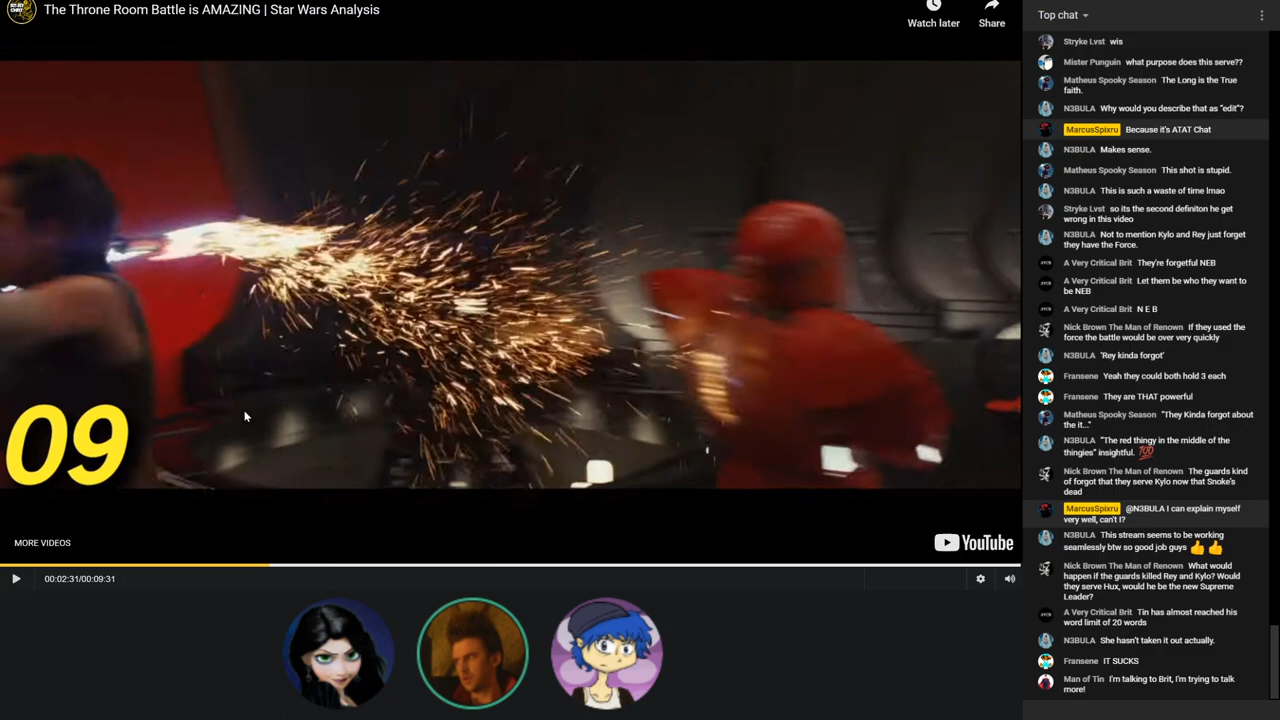 The Throne Room Battle is AMAZING | Star Wars Analysis
Watch later
Share
09
MORE VIDEOS
YouTube
00:02:31/00:09:31
Top chat
Stryke Lvst wis
Mister Punguin what purpose does this serve??
Matheus Spooky Season The Long is the True
faith.
N3BULA Why would you describe that as "edit"?
MarcusSpixru Because it's ATAT Chat
N3BULA Makes sense.
Matheus Spooky Season This shot is stupid.
N3BULA This is such a waste of time lmao
Stryke Lvst so its the second definiton he get
wrong in this video
N3BULA Not to mention Kylo and Rey just forget
they have the Force.
A Very Critical Brit They're forgetful NEB
A Very Critical Brit Let them be who they want to
be NEB
A Very Critical Brit N E B
Nick Brown The Man of Renown If they used the
force the battle would be over very quickly
N3BULA 'Rey kinda forgot'
Fransene Yeah they could both hold 3 each
Fransene They are THAT powerful
Matheus Spooky Season "They Kinda forgot about
the it..."
N3BULA "The red thingy in the middle of the
thingies" insightful. 💯
Nick Brown The Man of Renown The guards kind
of forgot that they serve Kylo now that Snoke's
dead
MarcusSpixru @N3BULA I can explain myself
very well, can't I?
N3BULA This stream seems to be working
seamlessly btw so good job guys 👍👍
Nick Brown The Man of Renown What would
happen if the guards killed Rey and Kylo? Would
they serve Hux, would he be the new Supreme
Leader?
A Very Critical Brit Tin has almost reached his
word limit of 20 words
N3BULA She hasn't taken it out actually.
Fransene IT SUCKS
Man of Tin I'm talking to Brit, I'm trying to talk
more!